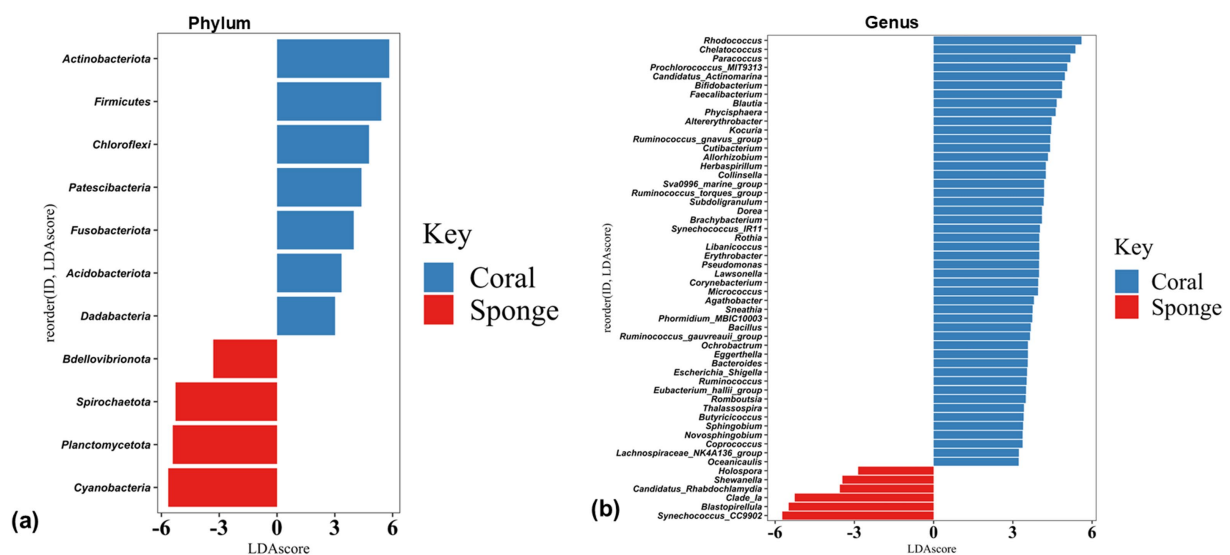 Phylum
Actinobacteriota
Firmicutes
Chloroflexi
Patescibacteria
Fusobacteriota
Acidobacteriota
Dadabacteria
Bdellovibrionota
Spirochaetota
Planctomycetota
Cyanobacteria
reorder(ID, LDAscore)
-6
-3
0
3
6
LDAscore
Key
Coral
Sponge
(a)
Genus
Rhodococcus
Chelatococcus
Paracoccus
Prochlorococcus_MIT9313
Candidatus_Actinomarina
Bifidobacterium
Faecalibacterium
Blautia
Phycisphaera
Altererythrobacter
Kocuria
Ruminococcus_gnavus_group
Cutibacterium
Allorhizobium
Herbaspirillum
Collinsella
Sva0996_marine_group
Ruminococcus_torques_group
Subdoligranulum
Dorea
Brachybacterium
Synechococcus_IR11
Rothia
Libanicoccus
Erythrobacter
Pseudomonas
Lawsonella
Corynebacterium
Micrococcus
Agathobacter
Sneathia
Phormidium_MBIC10003
Bacillus
Ruminococcus_gauvreauii_group
Ochrobactrum
Eggerthella
Bacteroides
Escherichia_Shigella
Ruminococcus
Eubacterium_hallii_group
Romboutsia
Thalassospira
Butyricicoccus
Sphingobium
Novosphingobium
Coprococcus
Lachnospiraceae_NK4A136_group
Oceanicaulis
Holospora
Shewanella
Candidatus_Rhabdochlamydia
Clade_Ia
Blastopirellula
Synechococcus_CC9902
reorder(ID, LDAscore)
-6
-3
0
3
6
LDAscore
Key
Coral
Sponge
(b)